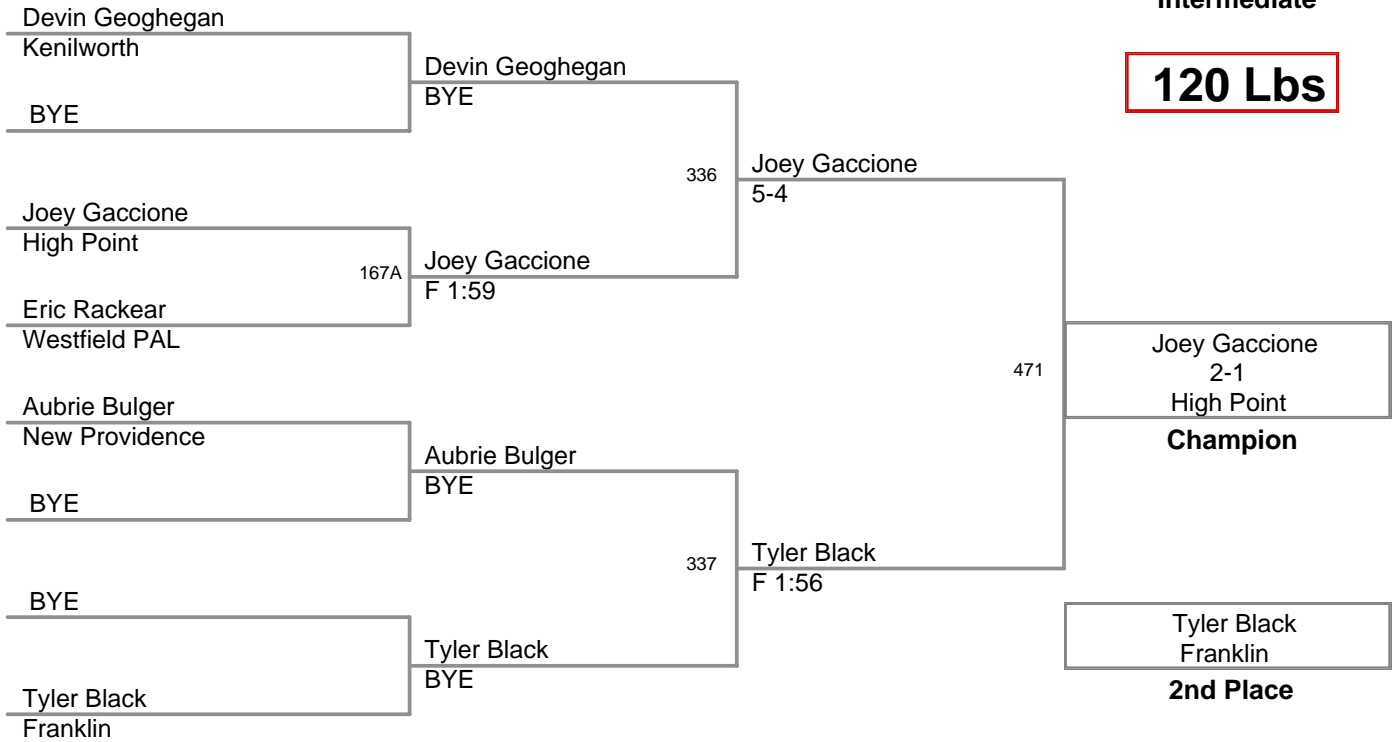 Intermediate
120 Lbs
Devin Geoghegan
Kenilworth
BYE
Joey Gaccione
High Point
Eric Rackear
Westfield PAL
Aubrie Bulger
New Providence
BYE
BYE
Tyler Black
Franklin
Devin Geoghegan
BYE
167A
Joey Gaccione
F 1:59
Aubrie Bulger
BYE
Tyler Black
BYE
336
Joey Gaccione
5-4
337
Tyler Black
F 1:56
471
Joey Gaccione
2-1
High Point
Champion
Tyler Black
Franklin
2nd Place